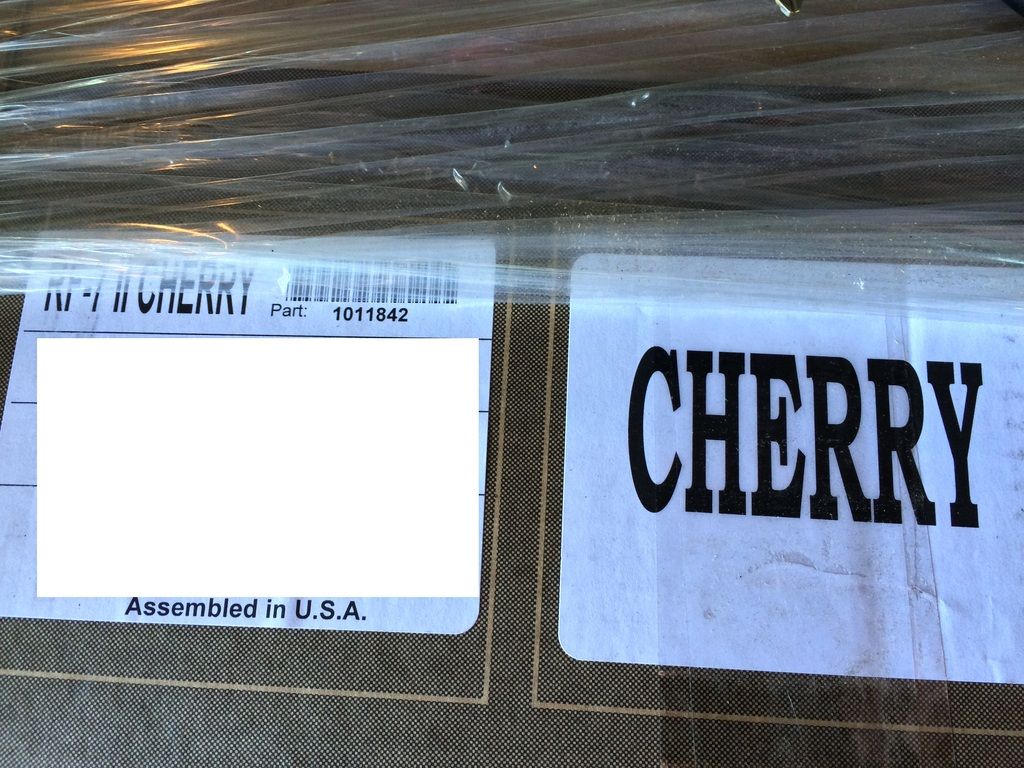 RF-7 II CHERRY
Part: 1011842
Assembled in U.S.A.
CHERRY